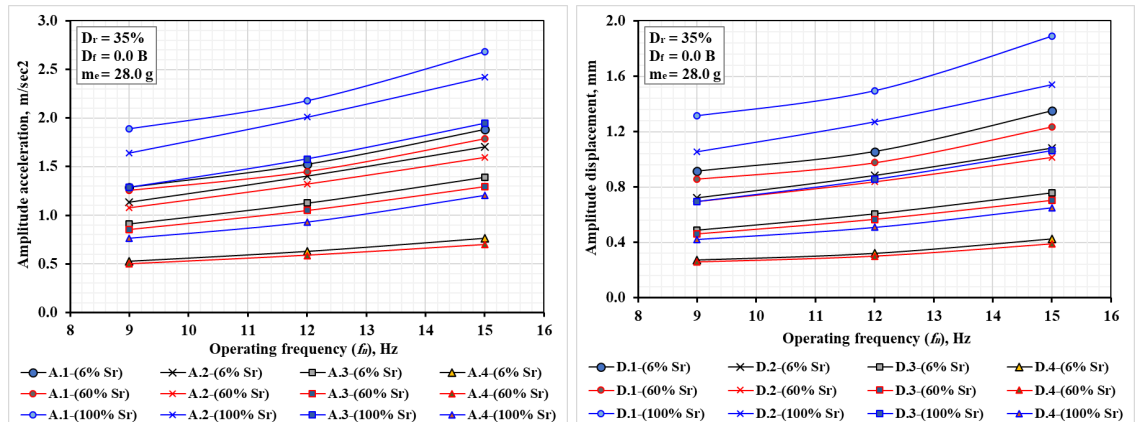 Amplitude acceleration, m/sec2
3.0
2.5
2.0
1.5
1.0
0.5
0.0
Dr = 35%
Df = 0.0 B
me = 28.0 g
8 9 10 11 12 13 14 15 16
Operating frequency (fn), Hz
A.1-(6% Sr) A.2-(6% Sr) A.3-(6% Sr) A.4-(6% Sr)
A.1-(60% Sr) A.2-(60% Sr) A.3-(60% Sr) A.4-(60% Sr)
A.1-(100% Sr) A.2-(100% Sr) A.3-(100% Sr) A.4-(100% Sr)
Amplitude displacement, mm
2.0
1.6
1.2
0.8
0.4
0.0
Dr = 35%
Df = 0.0 B
me = 28.0 g
8 9 10 11 12 13 14 15 16
Operating frequency (fn), Hz
D.1-(6% Sr) D.2-(6% Sr) D.3-(6% Sr) D.4-(6% Sr)
D.1-(60% Sr) D.2-(60% Sr) D.3-(60% Sr) D.4-(60% Sr)
D.1-(100% Sr) D.2-(100% Sr) D.3-(100% Sr) D.4-(100% Sr)